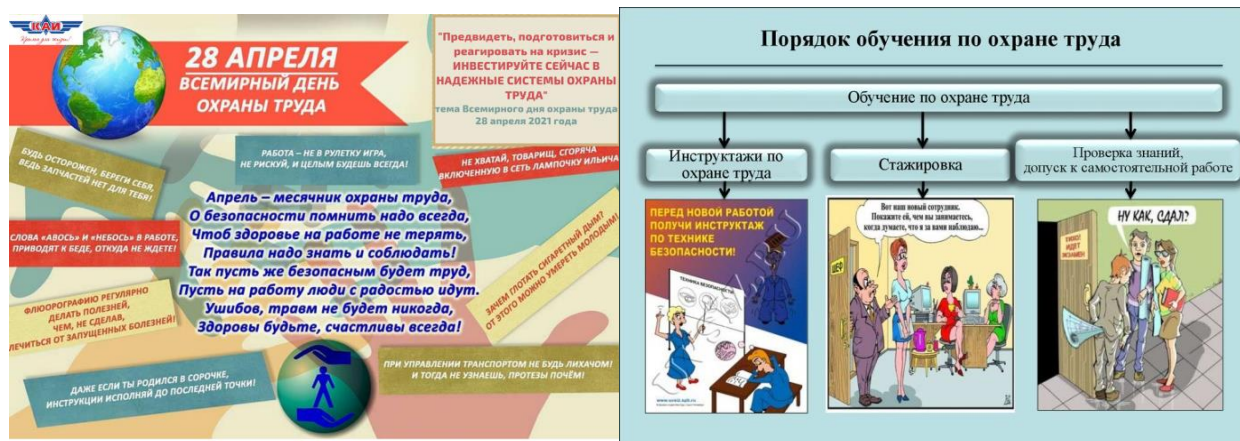 КАИ
28 АПРЕЛЯ
ВСЕМИРНЫЙ ДЕНЬ
ОХРАНЫ ТРУДА
"Предвидеть, подготовиться и
реагировать на кризис —
ИНВЕСТИРУЙТЕ СЕЙЧАС В
НАДЕЖНЫЕ СИСТЕМЫ ОХРАНЫ
ТРУДА"
тема Всемирного дня охраны труда
28 апреля 2021 года
БУДЬ ОСТОРОЖЕН, БЕРЕГИ СЕБЯ,
ВЕДЬ ЗАПЧАСТЕЙ НЕТ ДЛЯ ТЕБЯ!
РАБОТА – НЕ В РУЛЕТКУ ИГРА,
НЕ РИСКУЙ, И ЦЕЛЫМ БУДЕШЬ ВСЕГДА!
НЕ ХВАТАЙ, ТОВАРИЩ, СГОРЯЧА
ВКЛЮЧЕННУЮ В СЕТЬ ЛАМПОЧКУ ИЛЬИЧА
Апрель – месячник охраны труда,
О безопасности помнить надо всегда,
Чтоб здоровье на работе не терять,
Правила надо знать и соблюдать!
Так пусть же безопасным будет труд,
Пусть на работу люди с радостью идут.
Ушибов, травм не будет никогда,
Здоровы будьте, счастливы всегда!
СЛОВА «АВОСЬ» И «НЕБОСЬ» В РАБОТЕ,
ПРИВОДЯТ К БЕДЕ, ОТКУДА НЕ ЖДЕТЕ!
ЗАЧЕМ ГЛОТАТЬ СИГАРЕТНЫЙ ДЫМ?
ОТ ЭТОГО МОЖНО УМЕРЕТЬ МОЛОДЫМ!
ФЛЮОРОГРАФИЮ РЕГУЛЯРНО
ДЕЛАТЬ ПОЛЕЗНЕЙ,
ЧЕМ, НЕ СДЕЛАВ,
ЛЕЧИТЬСЯ ОТ ЗАПУЩЕННЫХ БОЛЕЗНЕЙ!
ДАЖЕ ЕСЛИ ТЫ РОДИЛСЯ В СОРОЧКЕ,
ИНСТРУКЦИИ ИСПОЛНЯЙ ДО ПОСЛЕДНЕЙ ТОЧКИ!
ПРИ УПРАВЛЕНИИ ТРАНСПОРТОМ НЕ БУДЬ ЛИХАЧОМ!
И ТОГДА НЕ УЗНАЕШЬ, ПРОТЕЗЫ ПОЧЁМ!
Порядок обучения по охране труда
Обучение по охране труда
Инструктажи по
охране труда
Стажировка
Проверка знаний,
допуск к самостоятельной работе
ПЕРЕД НОВОЙ РАБОТОЙ
ПОЛУЧИ ИНСТРУКТАЖ
ПО ТЕХНИКЕ
БЕЗОПАСНОСТИ!
ТЕХНИКА БЕЗОПАСНОСТИ
Вот наш новый сотрудник.
Покажите ей, чем вы занимаетесь,
когда думаете, что я за вами наблюдаю...
ШЕФ
НУ КАК, СДАЛ?
ТИХО!
ИДЕТ
ЭКЗАМЕН!